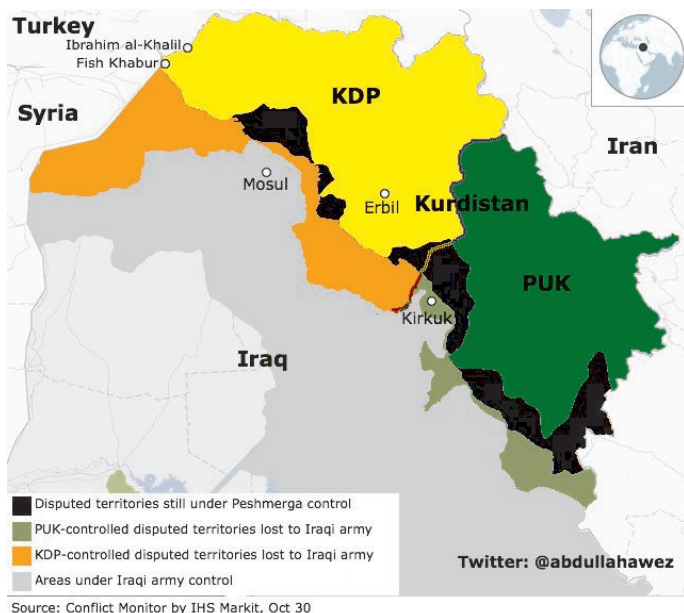 Turkey
Ibrahim al-Khalil
Fish Khabur
KDP
Syria
Iran
Mosul
Erbil
Kurdistan
PUK
Kirkuk
Iraq
Disputed territories still under Peshmerga control
PUK-controlled disputed territories lost to Iraqi army
KDP-controlled disputed territories lost to Iraqi army
Areas under Iraqi army control
Twitter: @abdullahawez
Source: Conflict Monitor by IHS Markit, Oct 30